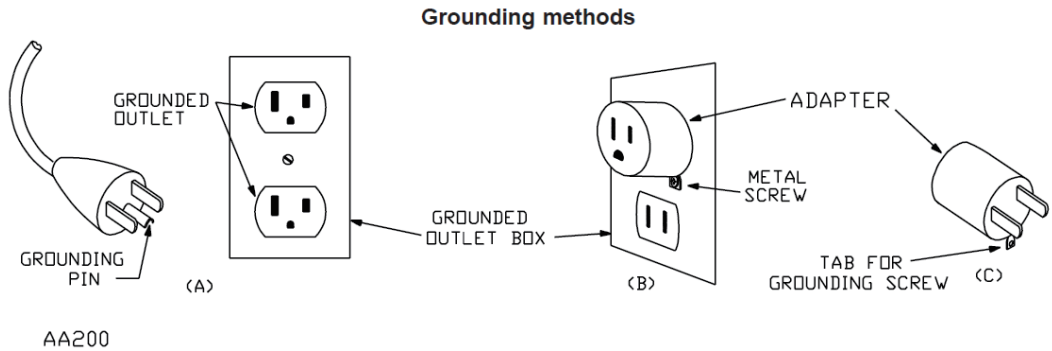 Grounding methods
GROUNDED
OUTLET
GROUNDING
PIN
(A)
GROUNDED
OUTLET BOX
ADAPTER
METAL
SCREW
(B)
TAB FOR
GROUNDING SCREW
(C)
AA200